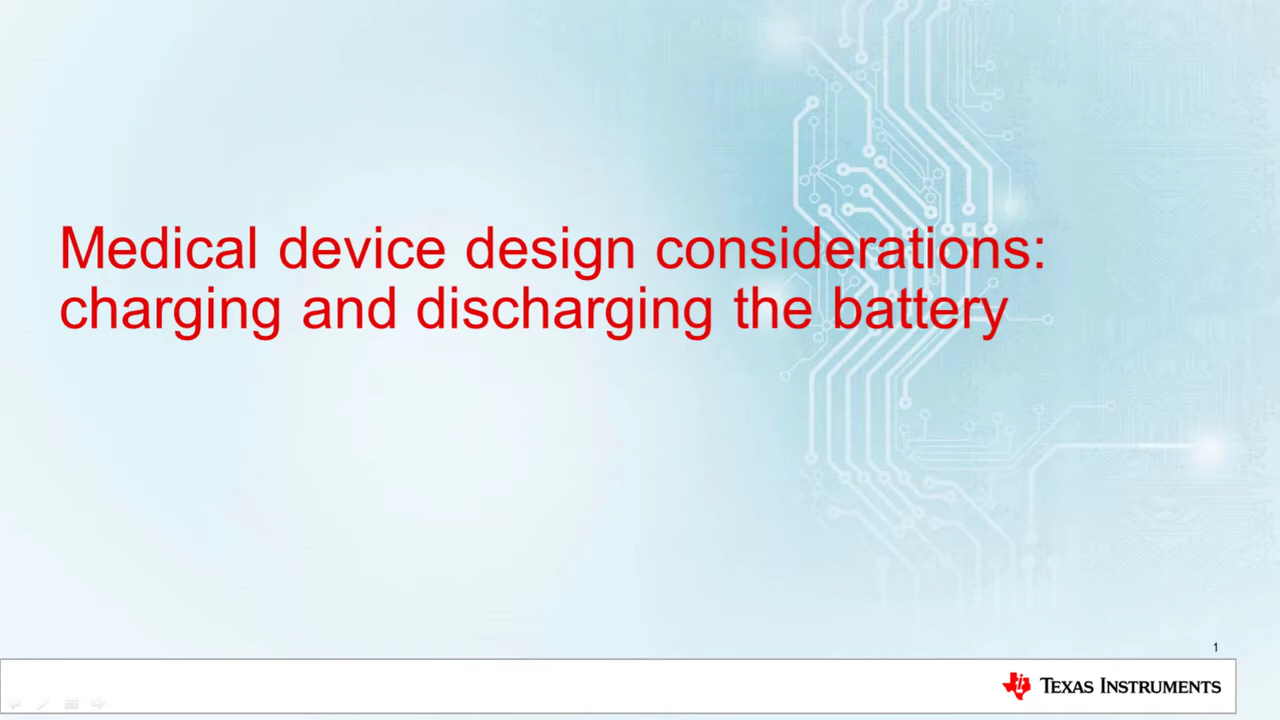 Medical device design considerations:
charging and discharging the battery
1
TEXAS INSTRUMENTS